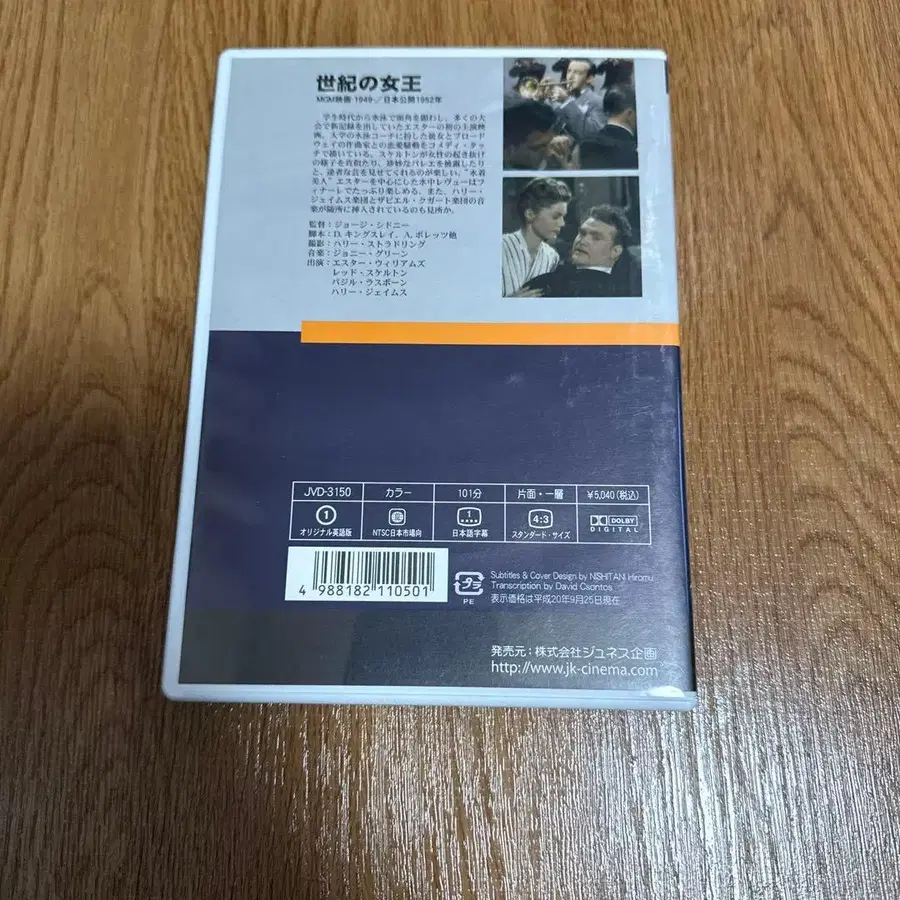 世紀の女王
MGM映画 1949／日本公開1952年
学生時代から水泳で頭角を顕わし、多くの大
会で新記録を出していたエスターの初の主演映
画。大学の水泳コーチに扮した彼女とブロード
ウェイの作曲家との恋愛騒動をコメディ・タッ
チで描いている。スケルトンが女性の起き抜け
の様子を真似たり、珍妙なバレエを披露したり
と、達者な芸を見せてくれるのが楽しい。“水着
美人”エスターを中心にした水中レヴューはフィ
ナーレでたっぷり楽しめる。また、ハリー・
ジェイムス楽団とザビエル・クガート楽団の音
楽が随所に挿入されているのも見所か。
監督：ジョージ・シドニー
脚本：D. キングスレイ、A. ボレッツ他
撮影：ハリー・ストラドリング
音楽：ジョニー・グリーン
出演：エスター・ウィリアムズ
レッド・スケルトン
バジル・ラスボーン
ハリー・ジェイムス
JVD-3150 カラー 101分 片面・一層 ￥5,040（税込）
1 2 1 4:3 DOLBY
オリジナル英語版 NTSC日本市場向 日本語字幕 スタンダード・サイズ DIGITAL
4 988182 110501
プラ
PE
Subtitles & Cover Design by NISHITANI Hiromu
Transcription by David Csontos
表示価格は平成20年9月25日現在
発売元：株式会社ジュネス企画
http://www.jk-cinema.com